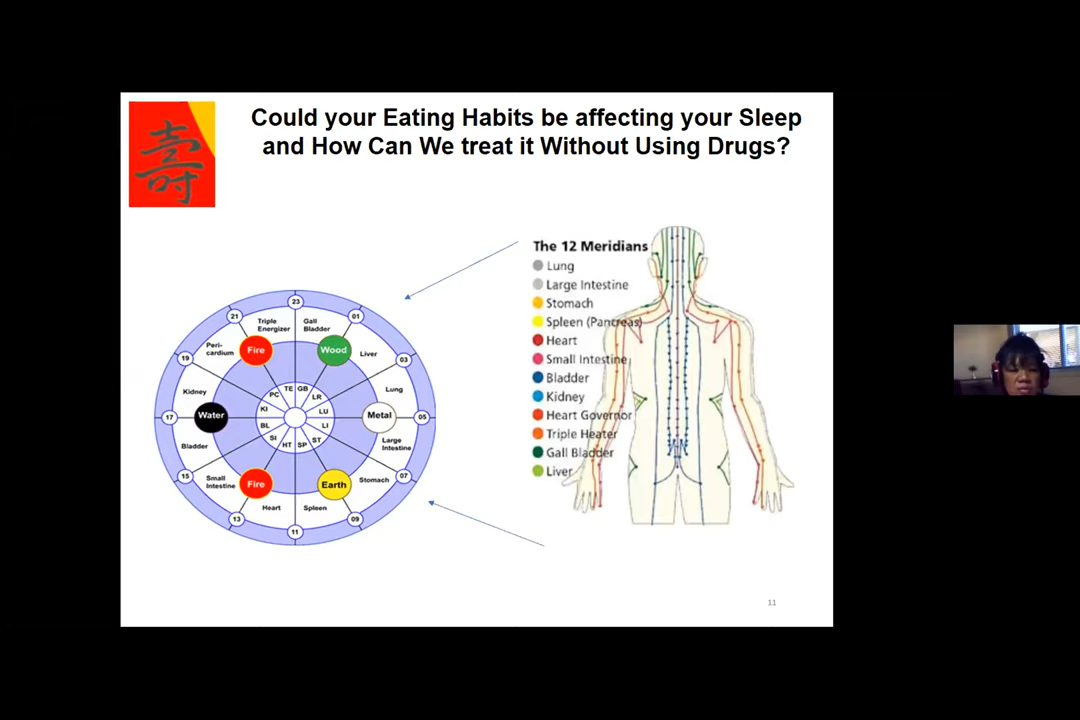 壽
Could your Eating Habits be affecting your Sleep
and How Can We treat it Without Using Drugs?
The 12 Meridians
Lung
Large Intestine
Stomach
Spleen (Pancreas)
Heart
Small Intestine
Bladder
Kidney
Heart Governor
Triple Heater
Gall Bladder
Liver
23
01
03
05
07
09
11
13
15
17
19
21
Triple
Energizer
Gall
Bladder
Liver
Lung
Large
Intestine
Stomach
Spleen
Heart
Small
Intestine
Bladder
Kidney
Peri-
cardium
Fire
Wood
Metal
Earth
Fire
Water
TE
GB
LR
LU
LI
ST
SP
HT
SI
BL
KI
PC
11